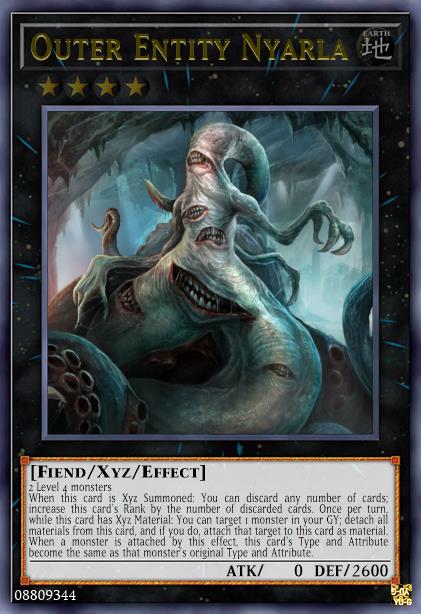 OUTER ENTITY NYARLA
EARTH
地
[FIEND/XYZ/EFFECT]
2 Level 4 monsters
When this card is Xyz Summoned: You can discard any number of cards;
increase this card's Rank by the number of discarded cards. Once per turn,
while this card has Xyz Material: You can target 1 monster in your GY; detach all
materials from this card, and if you do, attach that target to this card as material.
When a monster is attached by this effect, this card's Type and Attribute
become the same as that monster's original Type and Attribute.
ATK/ 0 DEF/2600
08809344